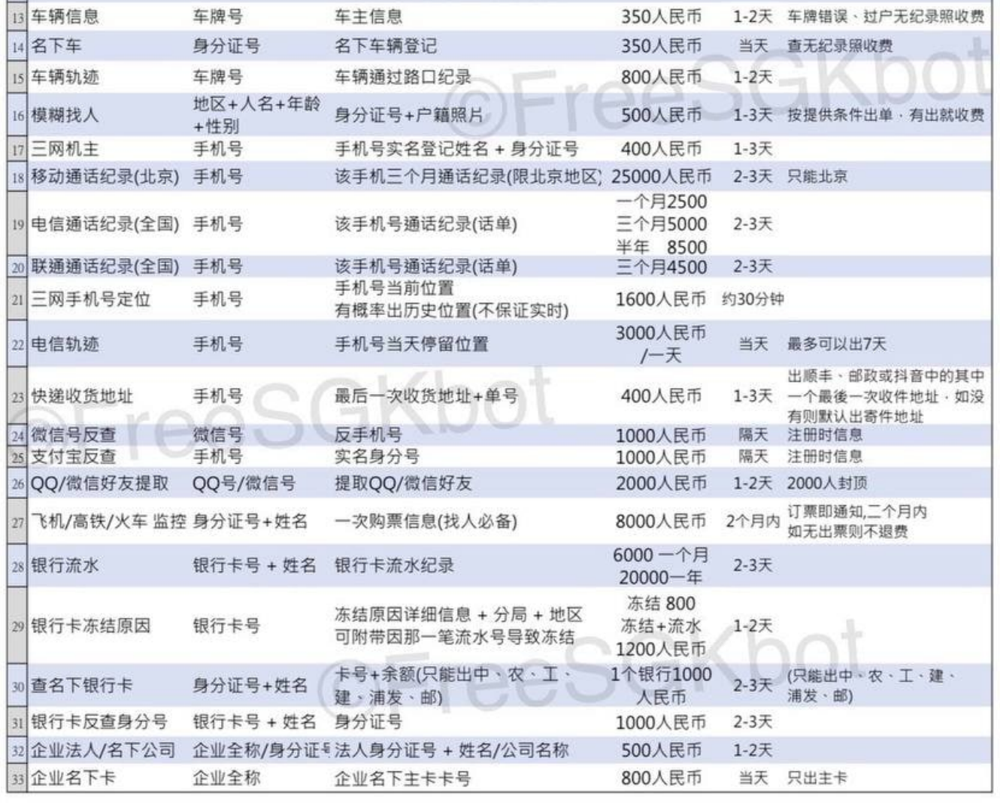 13 车辆信息 车牌号 车主信息 350人民币 1-2天 车牌错误、过户无纪录照收费
14 名下车 身分证号 名下车辆登记 350人民币 当天 查无纪录照收费
15 车辆轨迹 车牌号 车辆通过路口纪录 800人民币 1-2天
16 模糊找人 地区+人名+年龄
+性别 身分证号+户籍照片 500人民币 1-3天 按提供条件出单，有出就收费
17 三网机主 手机号 手机号实名登记姓名 + 身分证号 400人民币 1-3天
18 移动通话纪录(北京) 手机号 该手机三个月通话纪录(限北京地区) 25000人民币 2-3天 只能北京
19 电信通话纪录(全国) 手机号 该手机号通话纪录(话单) 一个月2500
三个月5000
半年 8500 2-3天
20 联通通话纪录(全国) 手机号 该手机号通话纪录(话单) 三个月4500 2-3天
21 三网手机号定位 手机号 手机号当前位置
有概率出历史位置(不保证实时) 1600人民币 约30分钟
22 电信轨迹 手机号 手机号当天停留位置 3000人民币
/一天 当天 最多可以出7天
23 快递收货地址 手机号 最后一次收货地址+单号 400人民币 1-3天 出顺丰、邮政或抖音中的其中
一个最後一次收件地址，如没
有则默认出寄件地址
24 微信号反查 微信号 反手机号 1000人民币 隔天 注册时信息
25 支付宝反查 手机号 实名身分号 1000人民币 隔天 注册时信息
26 QQ/微信好友提取 QQ号/微信号 提取QQ/微信好友 2000人民币 1-2天 2000人封顶
27 飞机/高铁/火车 监控 身分证号+姓名 一次购票信息(找人必备) 8000人民币 2个月内 订票即通知,二个月内
如无出票则不退费
28 银行流水 银行卡号 + 姓名 银行卡流水纪录 6000 一个月
20000一年 2-3天
29 银行卡冻结原因 银行卡号 冻结原因详细信息 + 分局 + 地区
可附带因那一笔流水号导致冻结 冻结 800
冻结+流水
1200人民币 1-2天
30 查名下银行卡 身分证号+姓名 卡号+余额(只能出中、农、工、
建、浦发、邮) 1个银行1000
人民币 2-3天 (只能出中、农、工、建、
浦发、邮)
31 银行卡反查身分号 银行卡号 + 姓名 身分证号 1000人民币 2-3天
32 企业法人/名下公司 企业全称/身分证号 法人身分证号 + 姓名/公司名称 500人民币 1-2天
33 企业名下卡 企业全称 企业名下主卡卡号 800人民币 当天 只出主卡
©FreeSGKbot
©FreeSGKbot
©FreeSGKbot